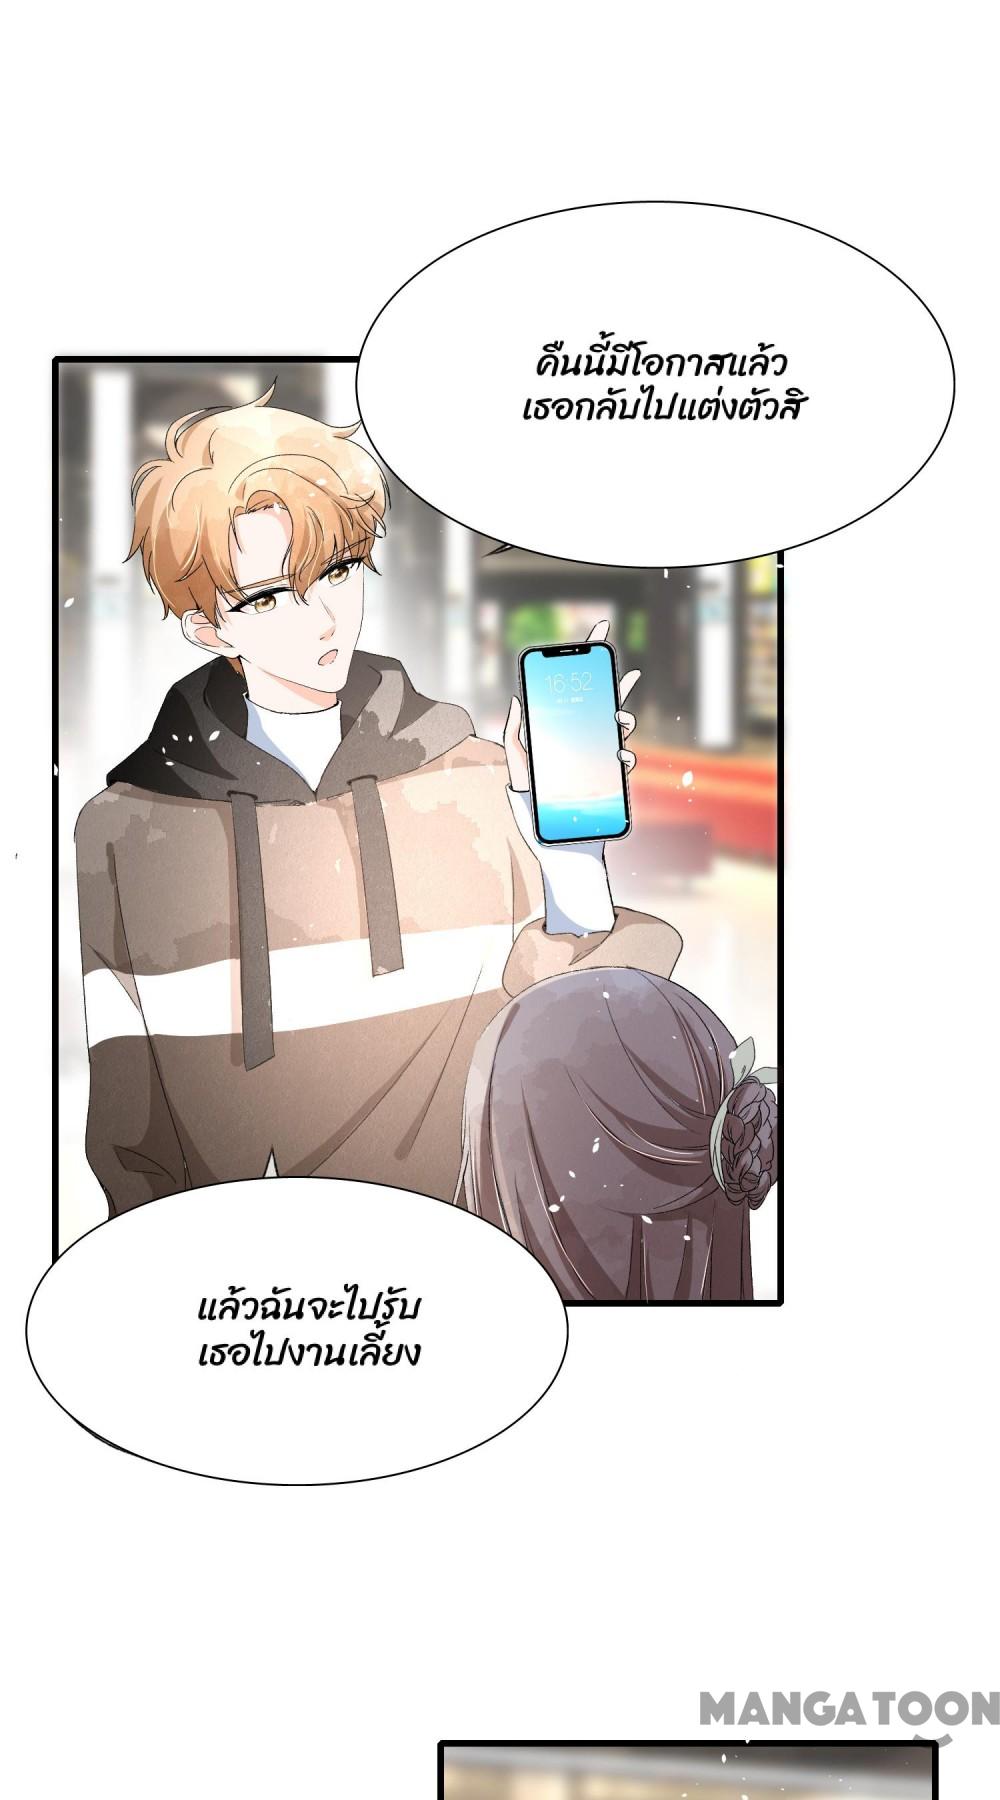 คืนนี้มีโอกาสแล้ว
เธอกลับไปแต่งตัวสิ
16:52
แล้วฉันจะไปรับ
เธอไปงานเลี้ยง
MANGATOON